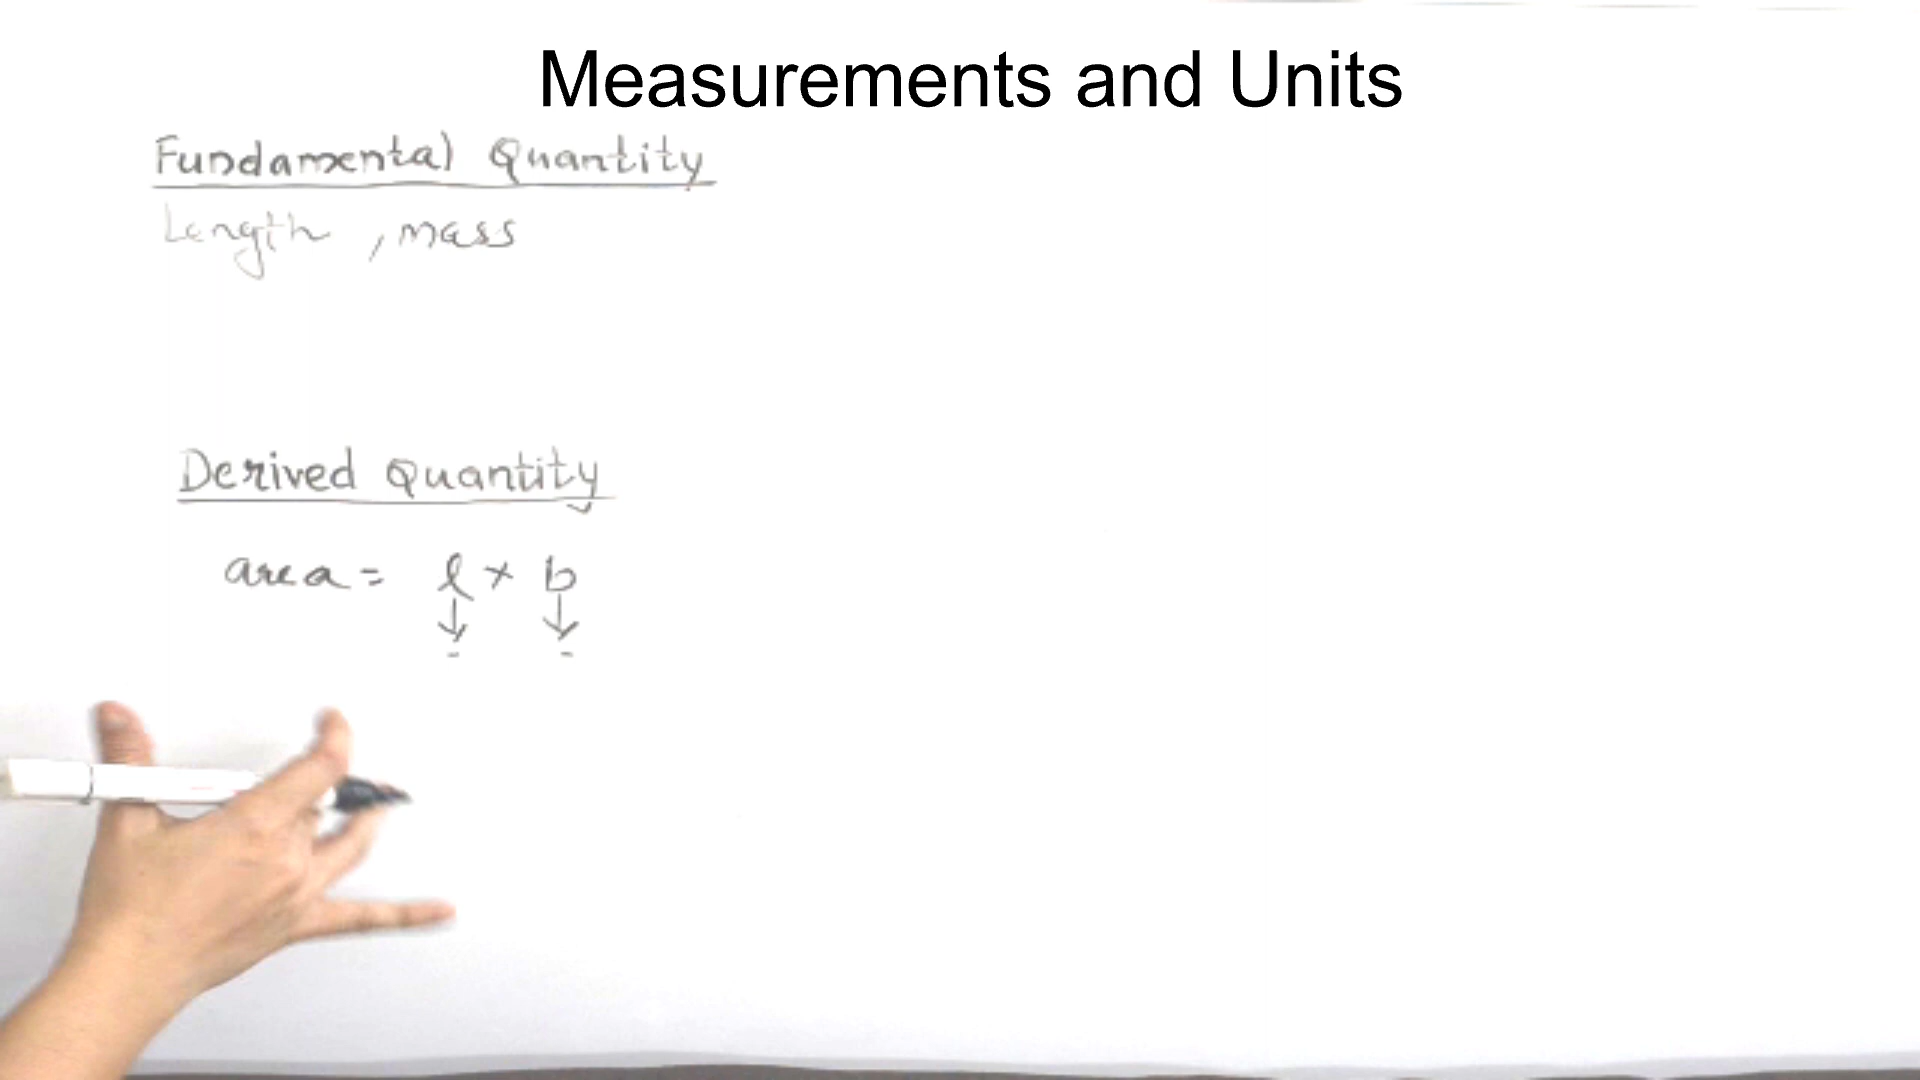 Measurements and Units
Fundamental Quantity
Length , mass
Derived Quantity
area = l × b